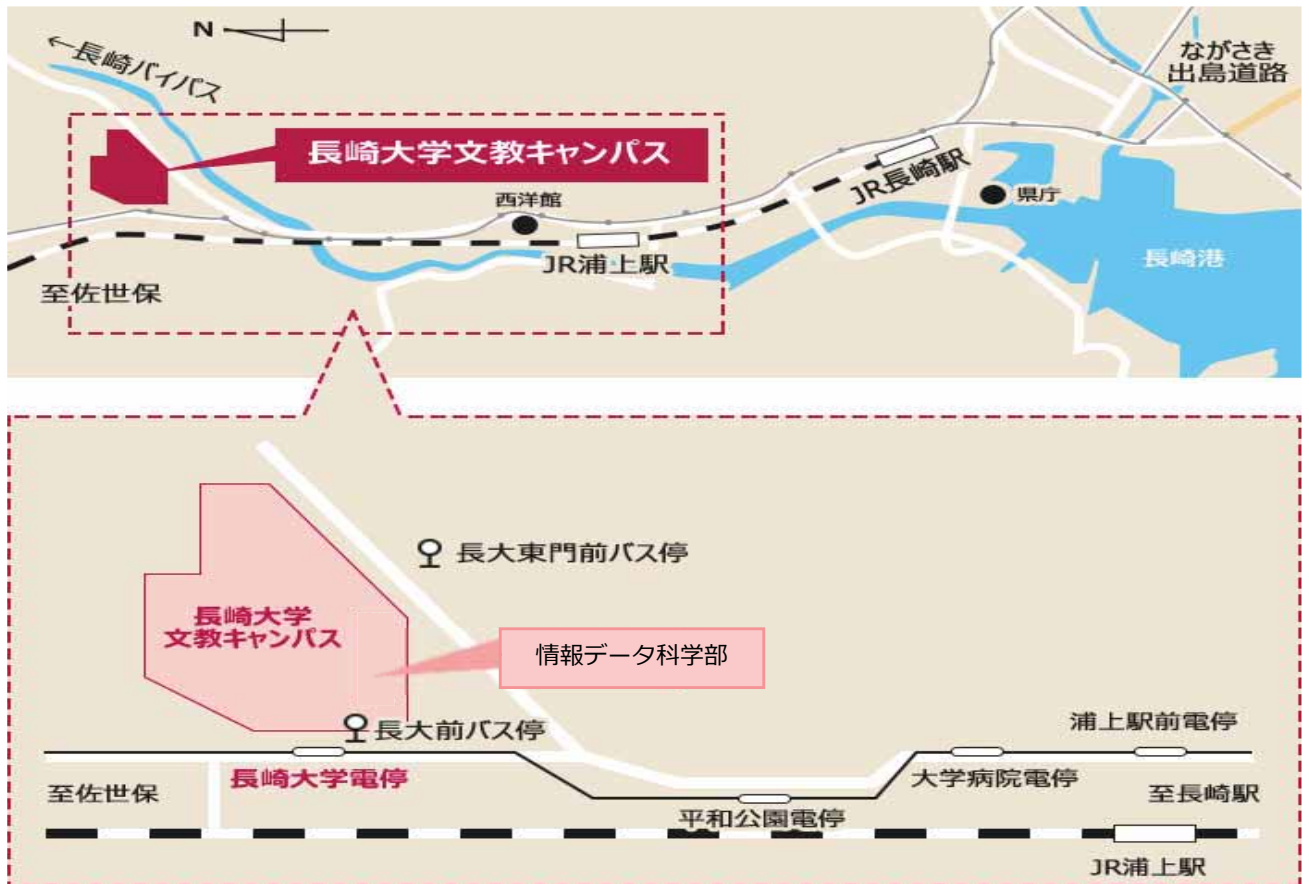 N
←長崎バイパス
ながさき
出島道路
長崎大学文教キャンパス
西洋館
JR長崎駅
県庁
JR浦上駅
長崎港
至佐世保
長大東門前バス停
長崎大学
文教キャンパス
情報データ科学部
長大前バス停
浦上駅前電停
長崎大学電停
大学病院電停
至佐世保
至長崎駅
平和公園電停
JR浦上駅